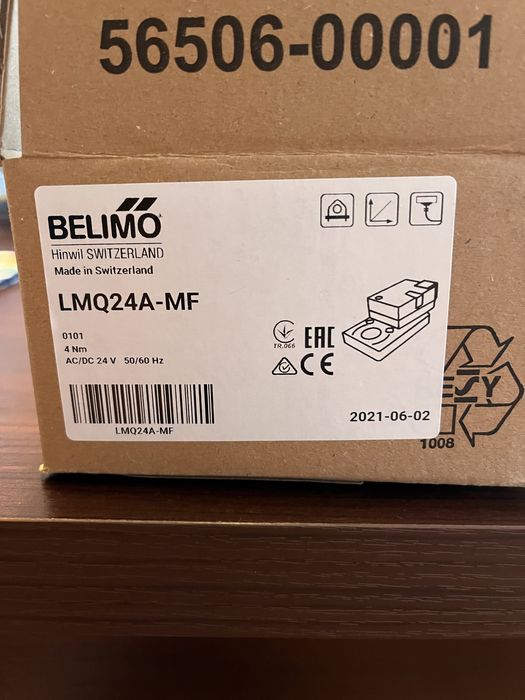 56506-00001
BELIMO
Hinwil SWITZERLAND
Made in Switzerland
LMQ24A-MF
0101
4 Nm
AC/DC 24 V 50/60 Hz
TR.066
EAC
CE
LMQ24A-MF
2021-06-02
RESY
1008